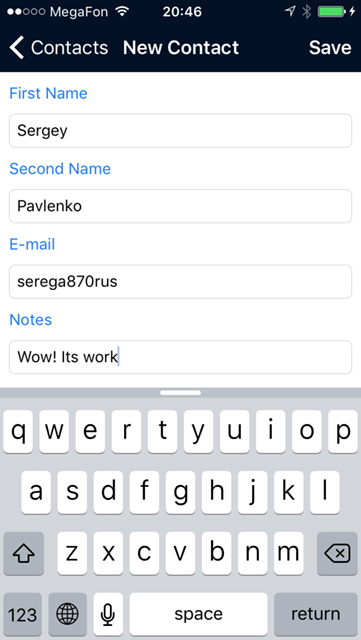 MegaFon 20:46
Contacts New Contact Save
First Name
Sergey
Second Name
Pavlenko
E-mail
serega870rus
Notes
Wow! Its work
q w e r t y u i o p
a s d f g h j k l
z x c v b n m
123 space return